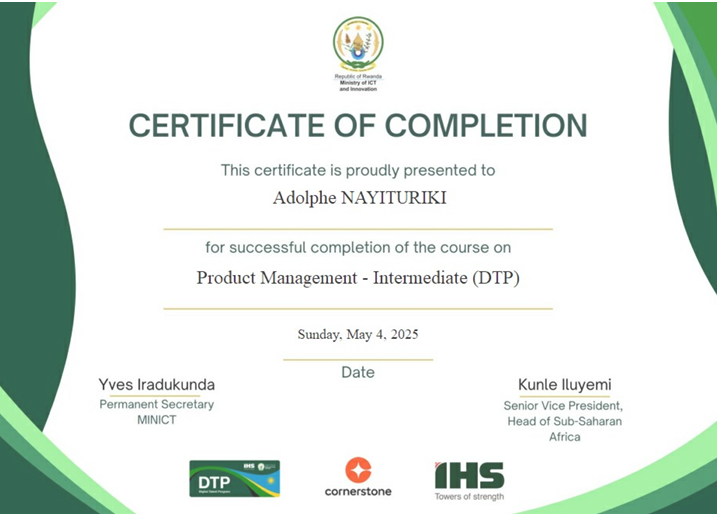 Republic of Rwanda
Ministry of ICT
and Innovation
CERTIFICATE OF COMPLETION
This certificate is proudly presented to
Adolphe NAYITURIKI
for successful completion of the course on
Product Management - Intermediate (DTP)
Sunday, May 4, 2025
Date
Yves Iradukunda
Permanent Secretary
MINICT
Kunle Iluyemi
Senior Vice President,
Head of Sub-Saharan
Africa
IHS
DTP
cornerstone
IHS
Towers of strength